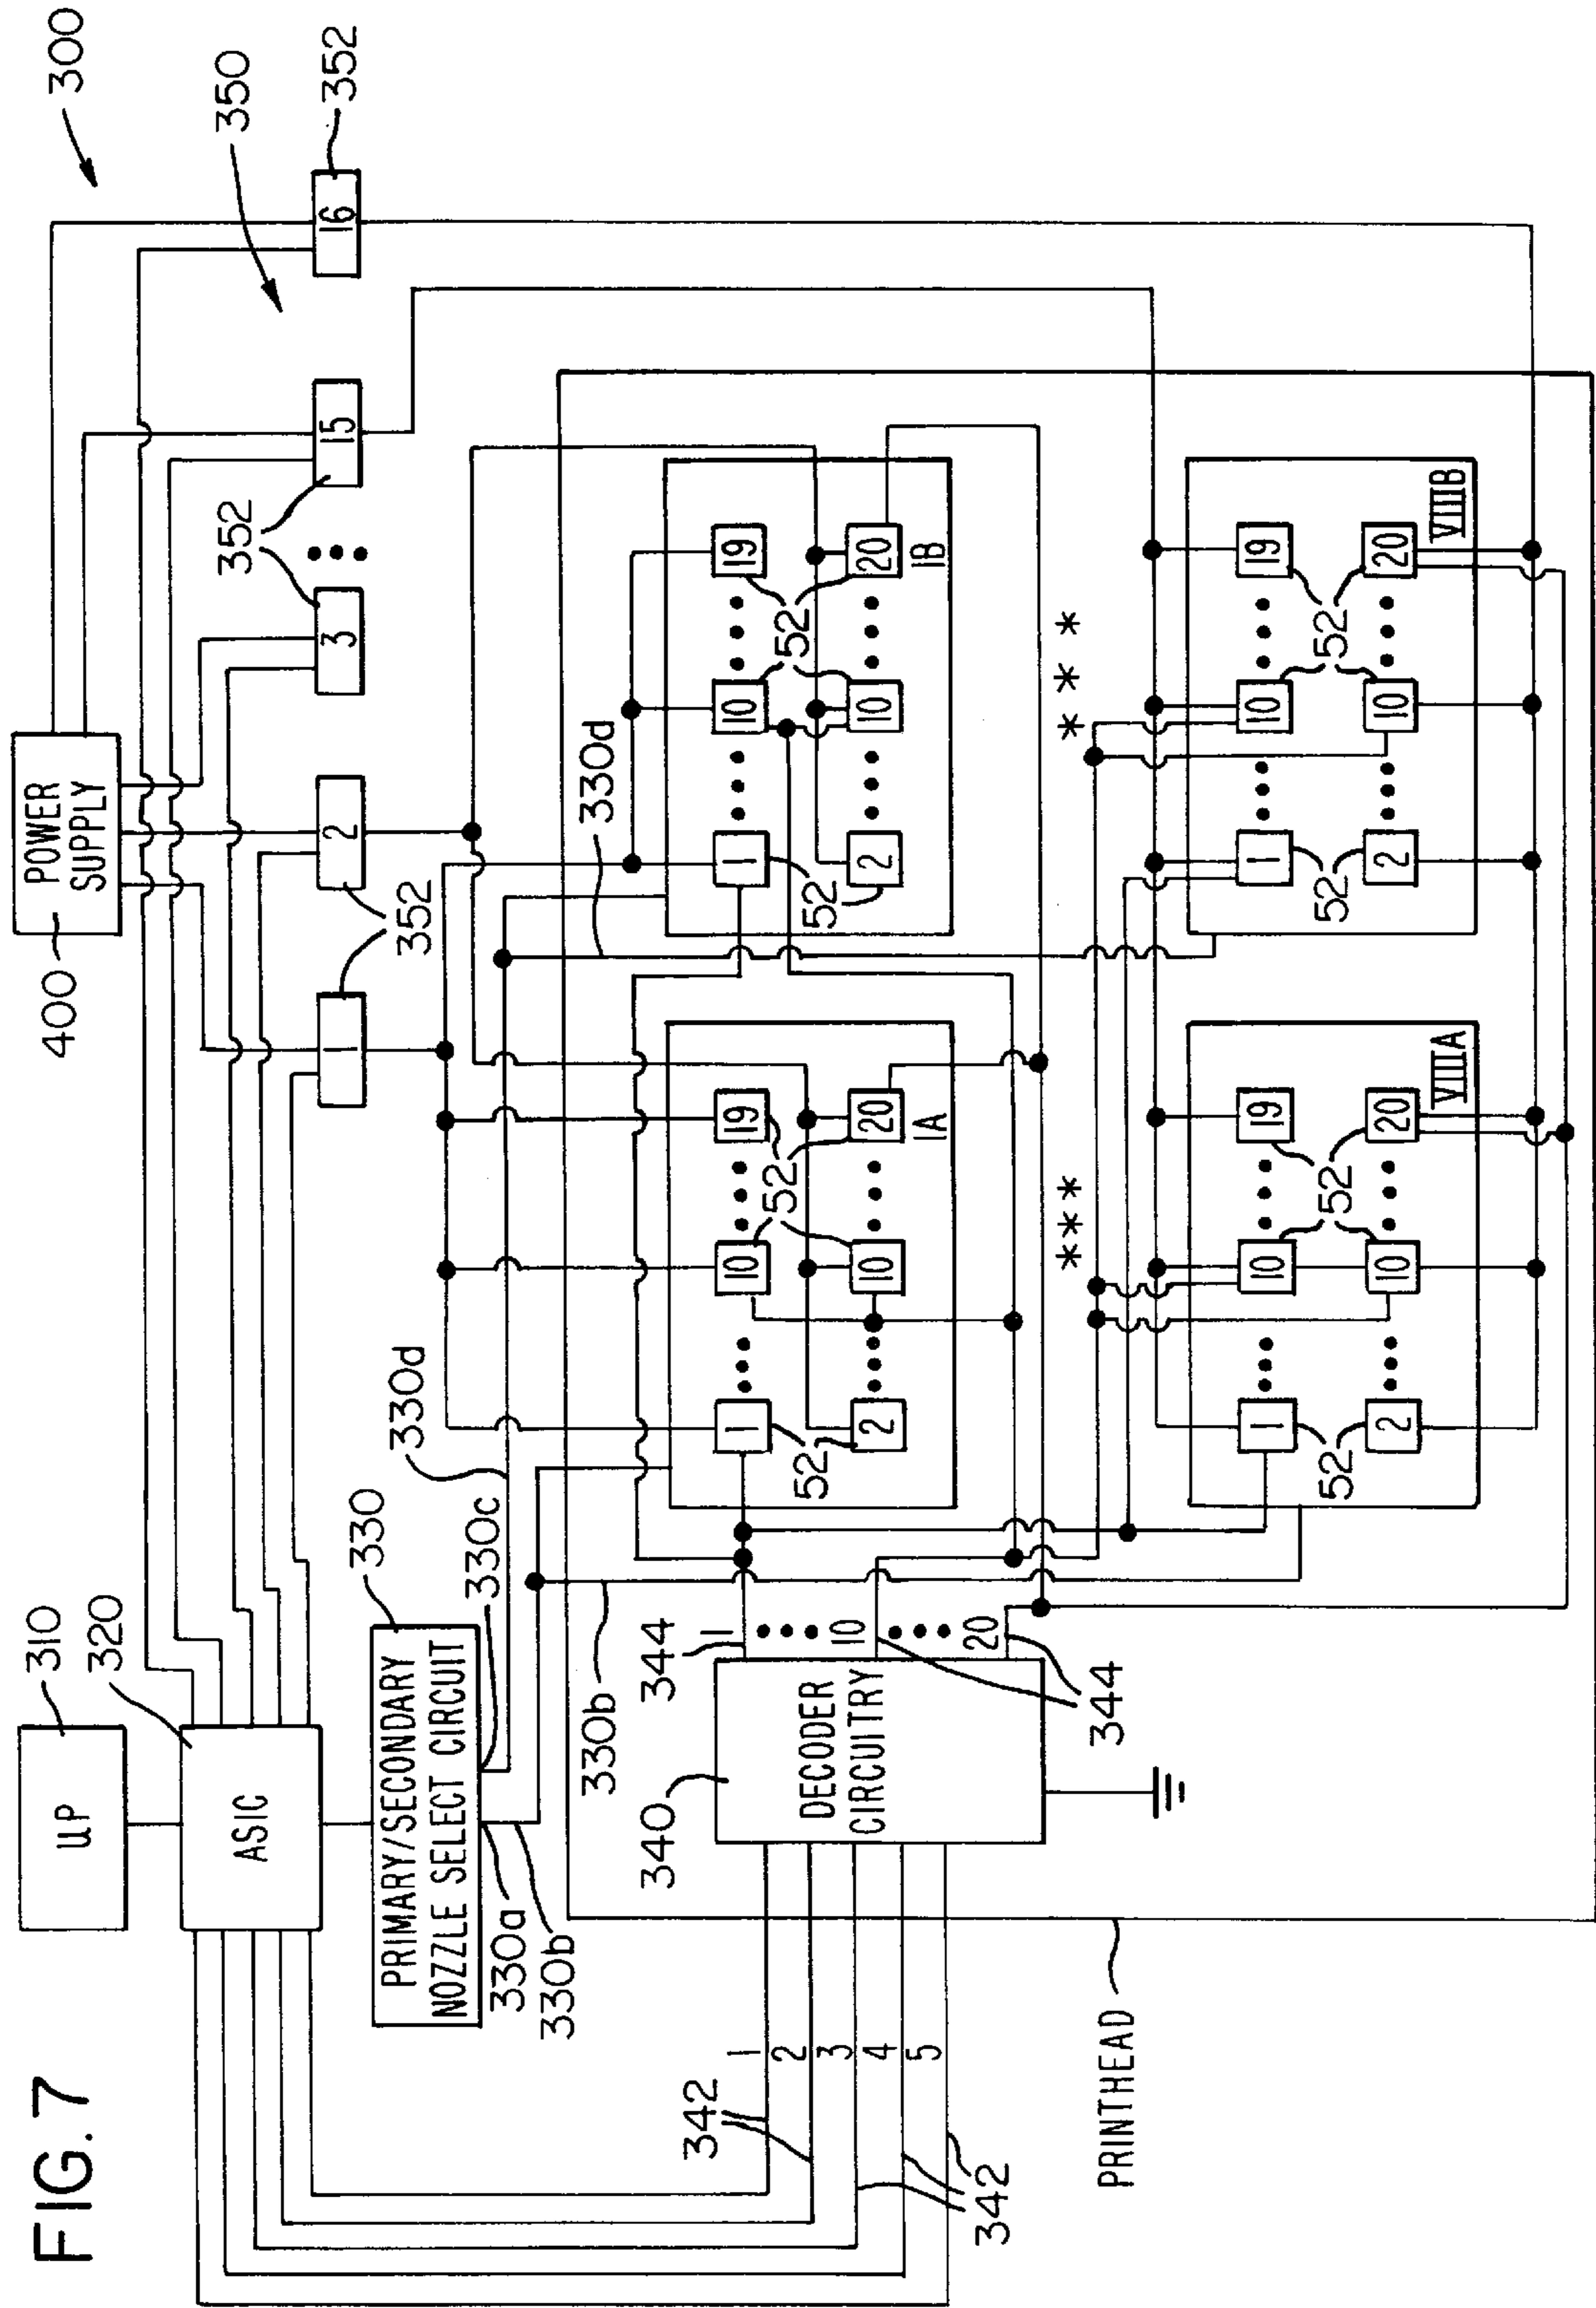 FIG. 7
300
310
320
µP
ASIC
400
POWER
SUPPLY
350
352
352
352
1
2
3
15
16
330
PRIMARY/SECONDARY
NOZZLE SELECT CIRCUIT
330a
330b
330c
330d
330d
330b
342
1
2
3
4
5
342
340
DECODER
CIRCUITRY
344
1
10
20
344
1
10
19
52
52
2
10
20
1A
1
10
19
52
52
2
10
20
1B
***
* * *
1
10
19
52
52
2
10
20
VIIIA
1
10
19
52
52
2
10
20
VIIIB
PRINTHEAD